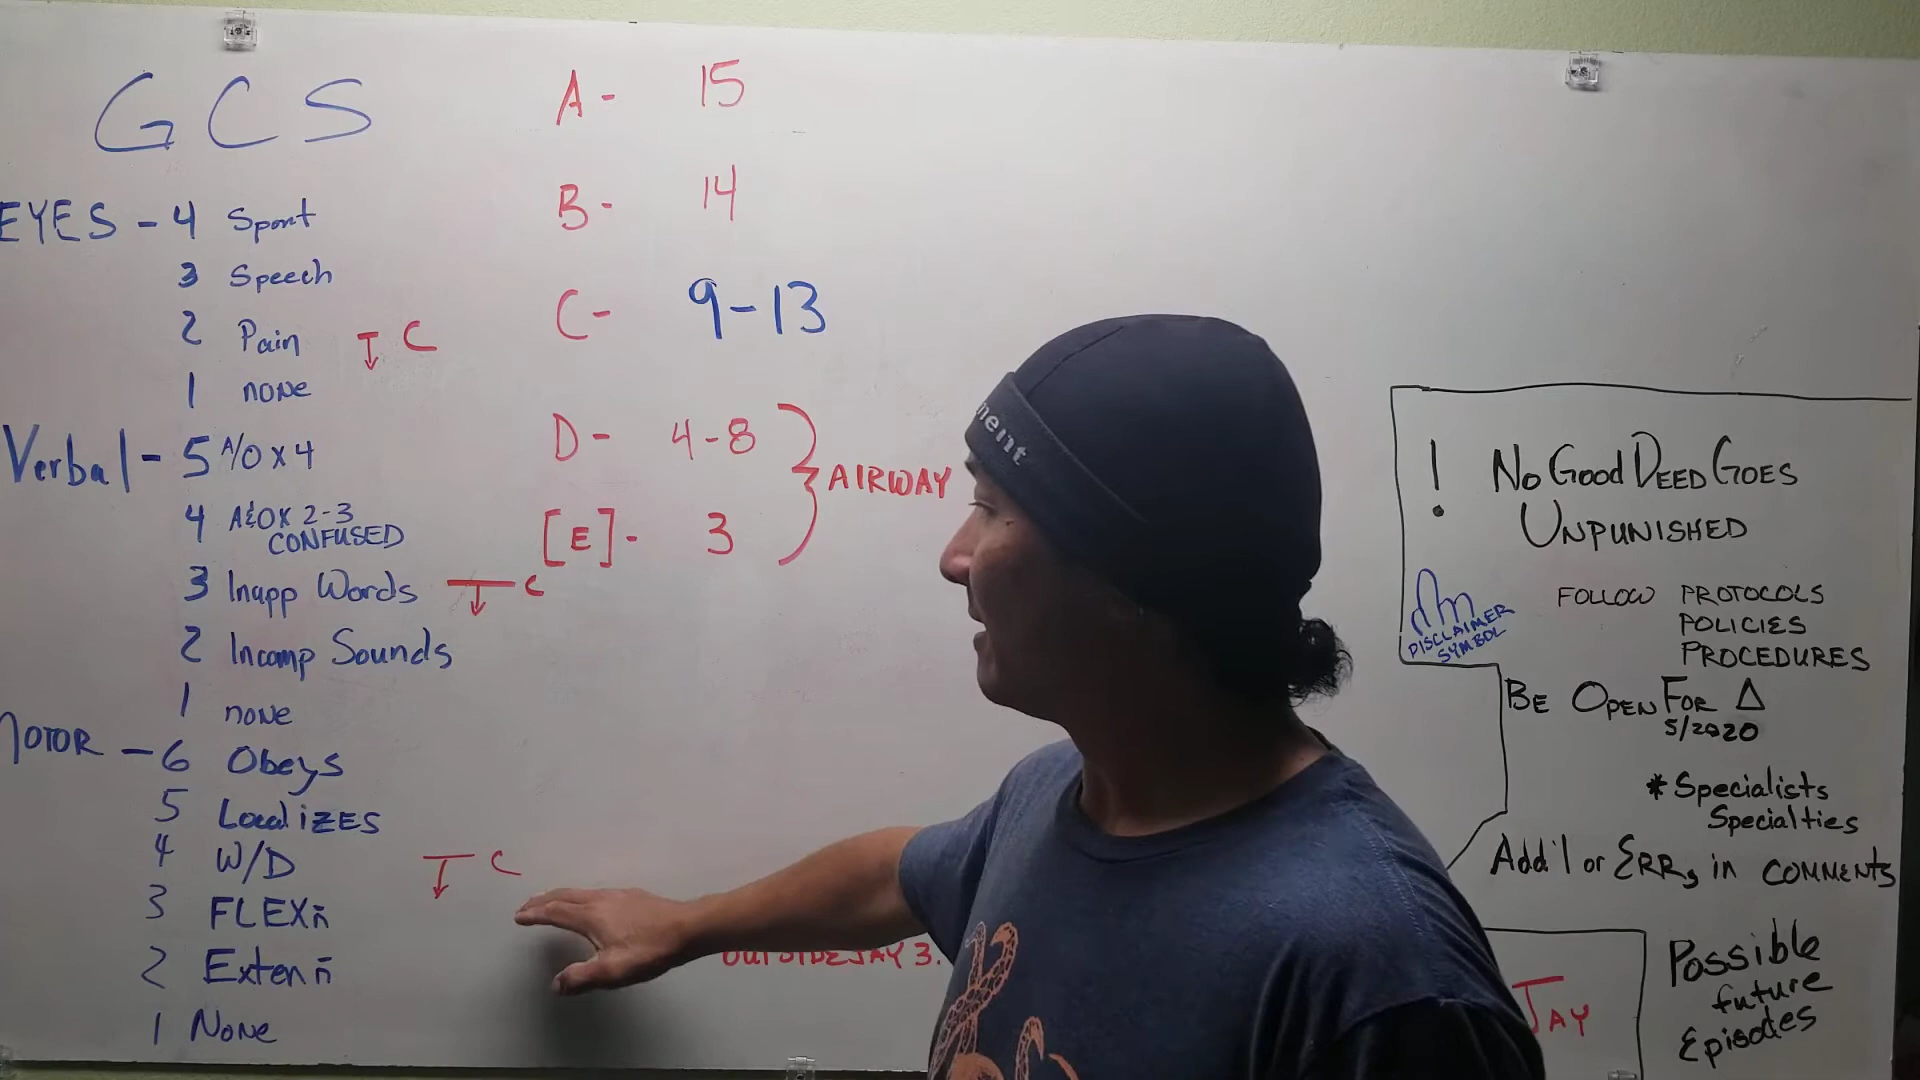 GCS
EYES - 4 Spont
3 Speech
2 Pain
C
1 none
Verbal - 5 A/O x 4
4 A&OX 2-3
CONFUSED
3 Inapp Words
C
2 Incomp Sounds
1 none
MOTOR - 6 Obeys
5 LocalizES
4 W/D
C
3 FLEXn̄
2 Extenn̄
1 None
A- 15
B- 14
C- 9-13
D- 4-8
[E]- 3
AIRWAY
OUTSIDEJAY 3.
nent
! No Good Deed Goes
Unpunished
DISCLAIMER
SYMBOL
FOLLOW PROTOCOLS
POLICIES
PROCEDURES
BE OPEN FOR Δ
5/2020
* Specialists
Specialties
Add'l or ERRs in COMMENTS
JAY
Possible
future
Episodes